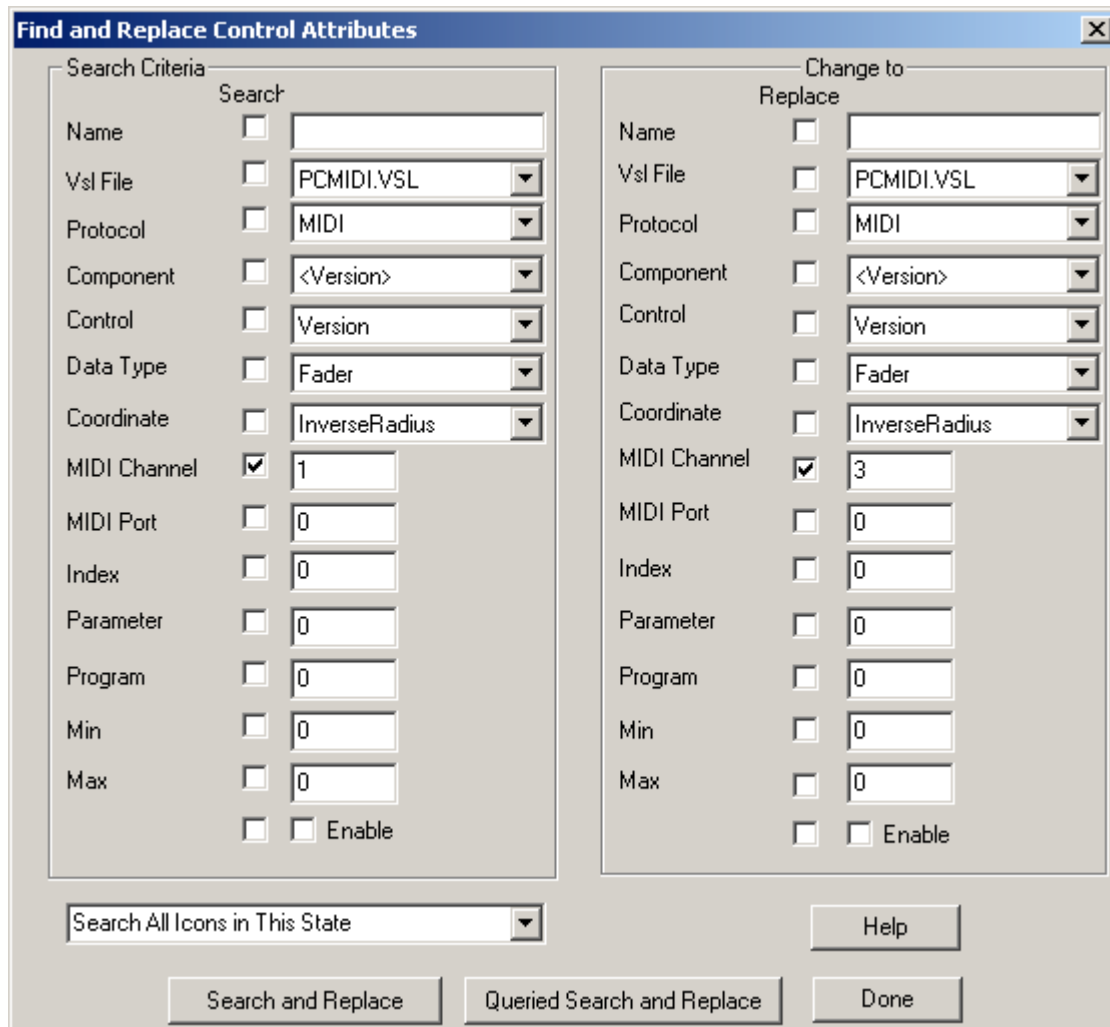 Find and Replace Control Attributes
Search Criteria
Search
Name
Vsl File PCMIDI.VSL
Protocol MIDI
Component <Version>
Control Version
Data Type Fader
Coordinate InverseRadius
MIDI Channel 1
MIDI Port 0
Index 0
Parameter 0
Program 0
Min 0
Max 0
Enable
Change to
Replace
Name
Vsl File PCMIDI.VSL
Protocol MIDI
Component <Version>
Control Version
Data Type Fader
Coordinate InverseRadius
MIDI Channel 3
MIDI Port 0
Index 0
Parameter 0
Program 0
Min 0
Max 0
Enable
Search All Icons in This State
Help
Search and Replace Queried Search and Replace Done